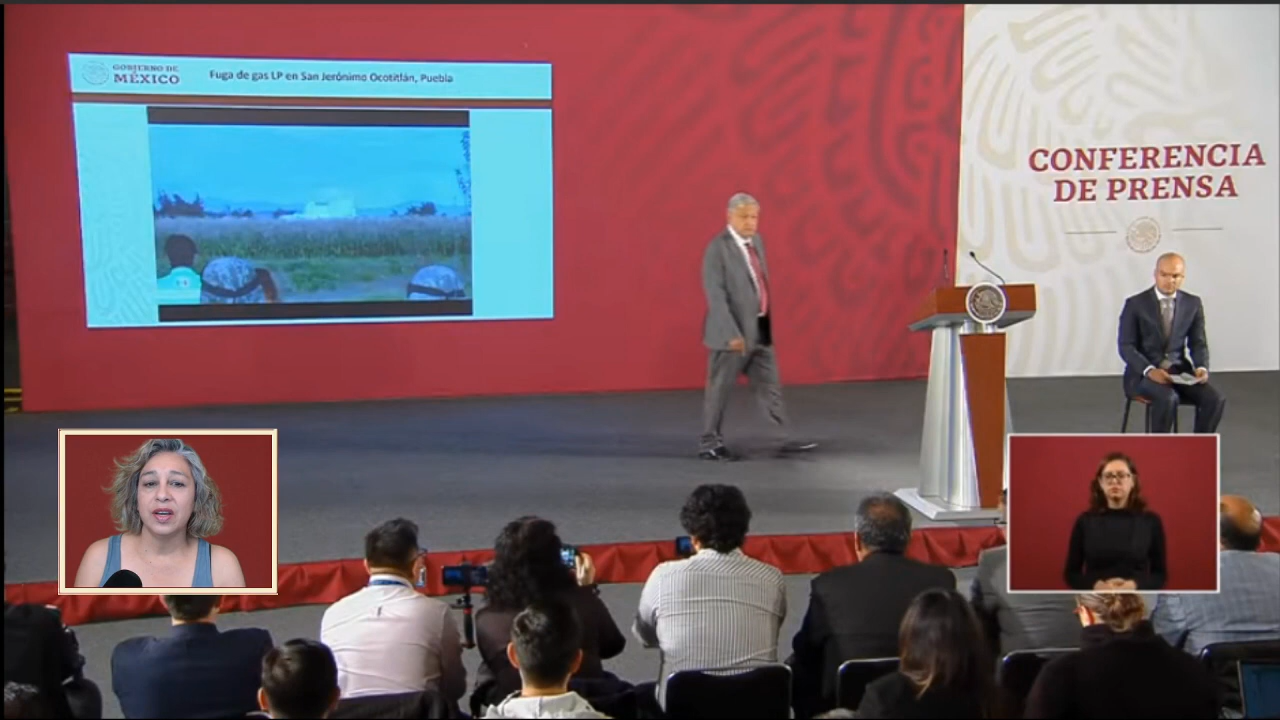 GOBIERNO DE
MÉXICO
Fuga de gas LP en San Jerónimo Ocotitlán, Puebla
CONFERENCIA
DE PRENSA